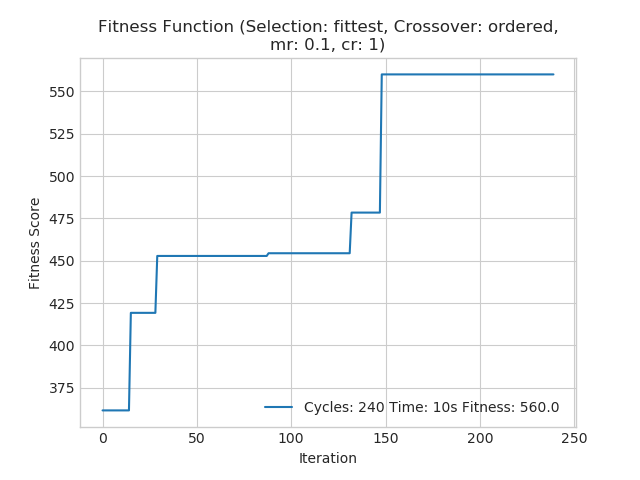 Fitness Function (Selection: fittest, Crossover: ordered,
mr: 0.1, cr: 1)
Fitness Score
550
525
500
475
450
425
400
375
Cycles: 240 Time: 10s Fitness: 560.0
0 50 100 150 200 250
Iteration